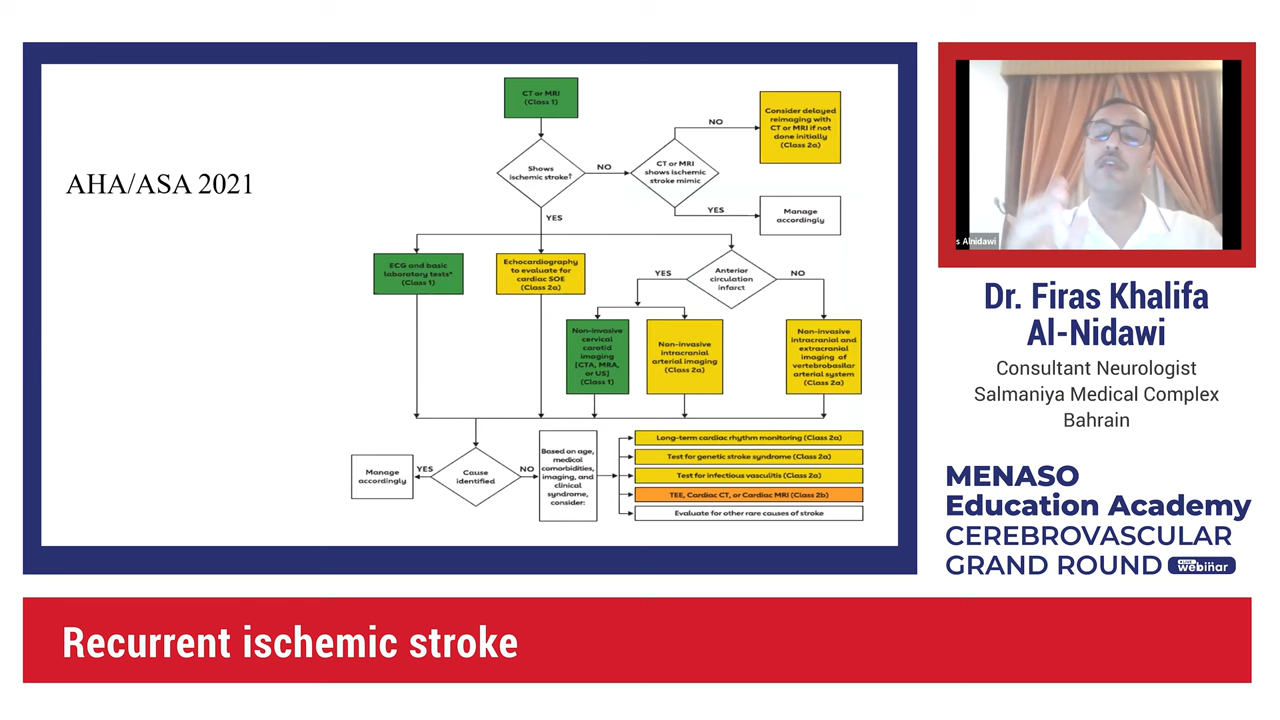 AHA/ASA 2021
CT or MRI
(Class 1)
Shows
ischemic stroke†
NO
CT or MRI
shows ischemic
stroke mimic
NO
Consider delayed
reimaging with
CT or MRI if not
done initially
(Class 2a)
YES
Manage
accordingly
YES
ECG and basic
laboratory tests*
(Class 1)
Echocardiography
to evaluate for
cardiac SOE
(Class 2a)
YES
Anterior
circulation
infarct
NO
Non-invasive
cervical
carotid
imaging
[CTA, MRA,
or US]
(Class 1)
Non-invasive
intracranial
arterial imaging
(Class 2a)
Non-invasive
intracranial and
extracranial
imaging of
vertebrobasilar
arterial system
(Class 2a)
Manage
accordingly
YES
Cause
identified
NO
Based on age,
medical
comorbidities,
imaging, and
clinical
syndrome,
consider:
Long-term cardiac rhythm monitoring (Class 2a)
Test for genetic stroke syndrome (Class 2a)
Test for infectious vasculitis (Class 2a)
TEE, Cardiac CT, or Cardiac MRI (Class 2b)
Evaluate for other rare causes of stroke
s Alnidawi
Dr. Firas Khalifa
Al-Nidawi
Consultant Neurologist
Salmaniya Medical Complex
Bahrain
MENASO
Education Academy
CEREBROVASCULAR
GRAND ROUND
webinar
Recurrent ischemic stroke